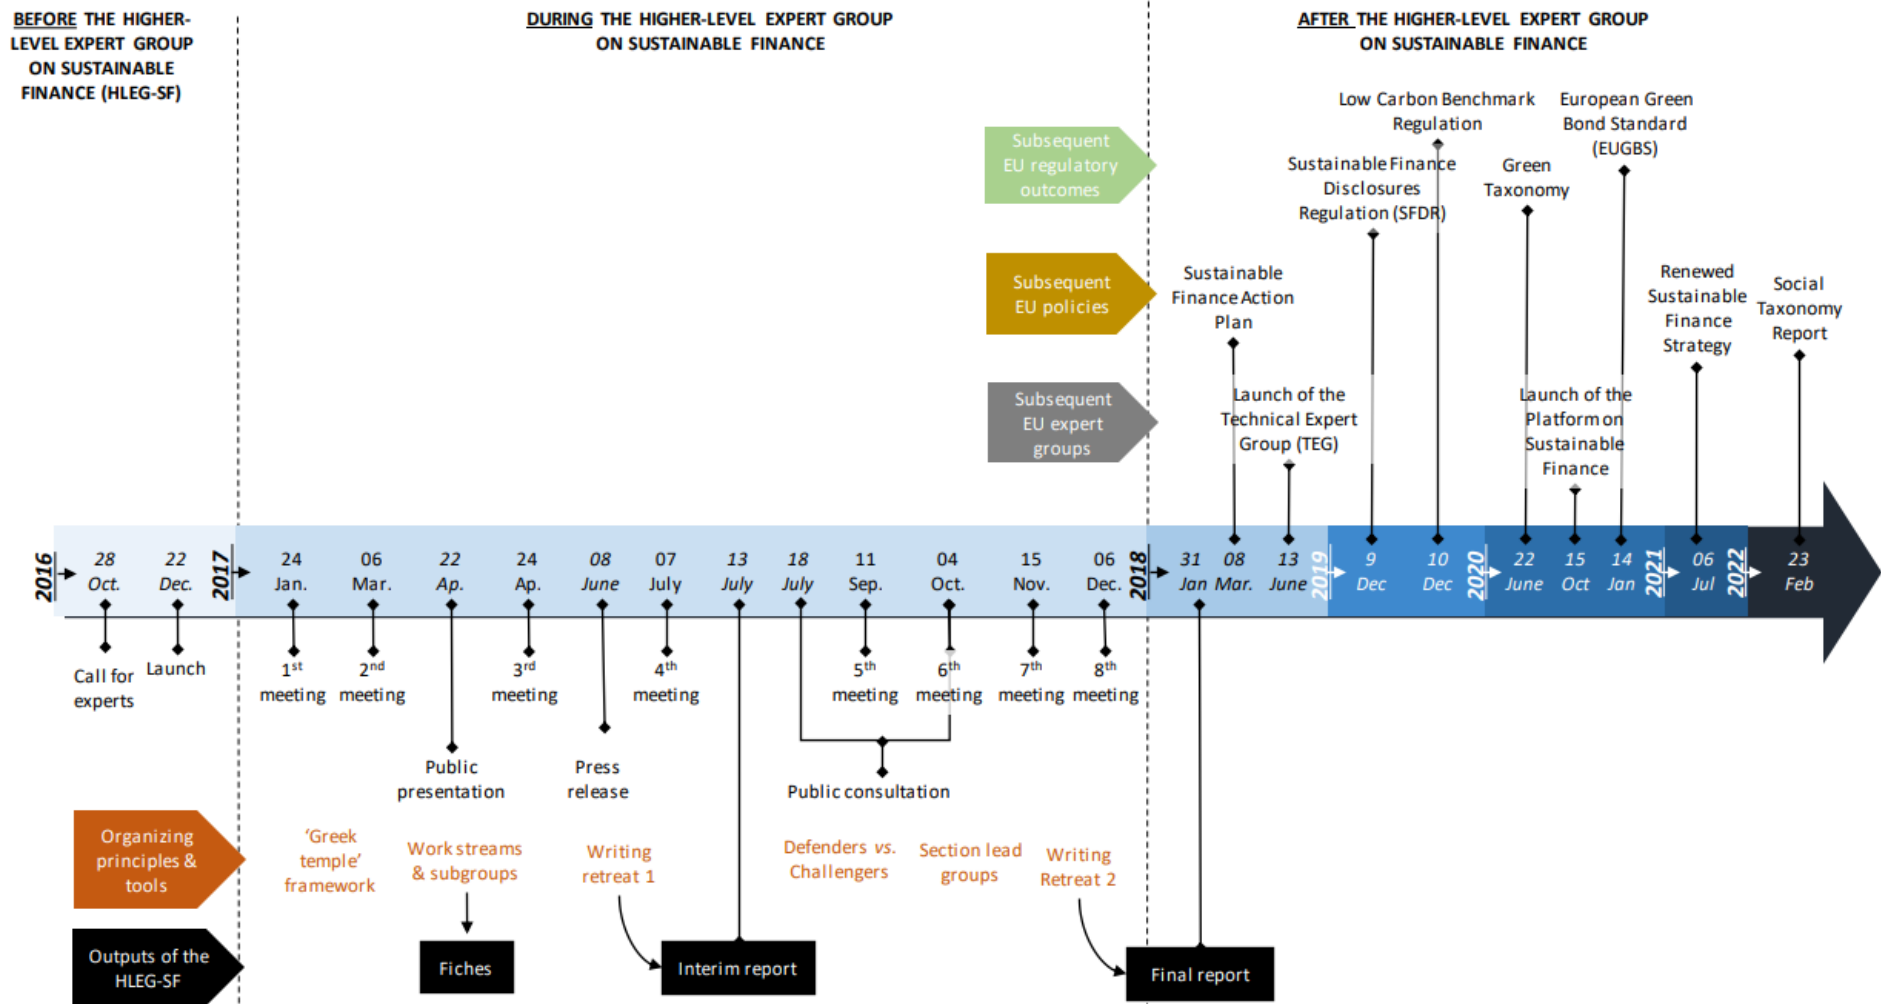 BEFORE THE HIGHER-
LEVEL EXPERT GROUP
ON SUSTAINABLE
FINANCE (HLEG-SF)
DURING THE HIGHER-LEVEL EXPERT GROUP
ON SUSTAINABLE FINANCE
AFTER THE HIGHER-LEVEL EXPERT GROUP
ON SUSTAINABLE FINANCE
Subsequent
EU regulatory
outcomes
Low Carbon Benchmark
Regulation
European Green
Bond Standard
(EUGBS)
Sustainable Finance
Disclosures
Regulation (SFDR)
Green
Taxonomy
Subsequent
EU policies
Sustainable
Finance Action
Plan
Renewed
Sustainable
Finance
Strategy
Social
Taxonomy
Report
Subsequent
EU expert
groups
Launch of the
Technical Expert
Group (TEG)
Launch of the
Platform on
Sustainable
Finance
2016
28
Oct.
22
Dec.
2017
24
Jan.
06
Mar.
22
Ap.
24
Ap.
08
June
07
July
13
July
18
July
11
Sep.
04
Oct.
15
Nov.
06
Dec.
2018
31
Jan
08
Mar.
13
June
2019
9
Dec
10
Dec
2020
22
June
15
Oct
14
Jan
2021
06
Jul
2022
23
Feb
Call for
experts
Launch
1st
meeting
2nd
meeting
3rd
meeting
4th
meeting
5th
meeting
6th
meeting
7th
meeting
8th
meeting
Public
presentation
Press
release
Public consultation
Organizing
principles &
tools
‘Greek
temple’
framework
Work streams
& subgroups
Writing
retreat 1
Defenders vs.
Challengers
Section lead
groups
Writing
Retreat 2
Outputs of the
HLEG-SF
Fiches
Interim report
Final report